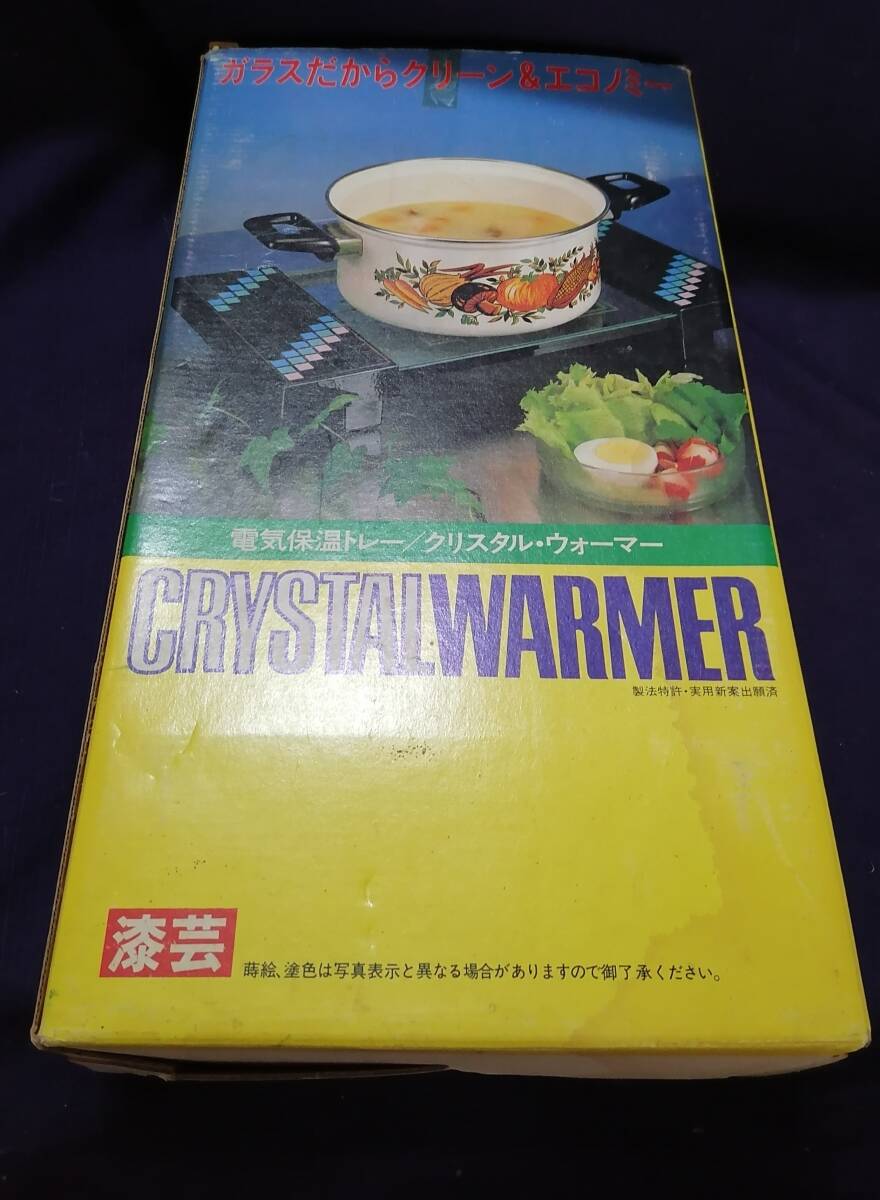 ガラスだからクリーン&エコノミー
電気保温トレー/クリスタル・ウォーマー
CRYSTALWARMER
製法特許・実用新案出願済
漆芸
蒔絵、塗色は写真表示と異なる場合がありますので御了承ください。